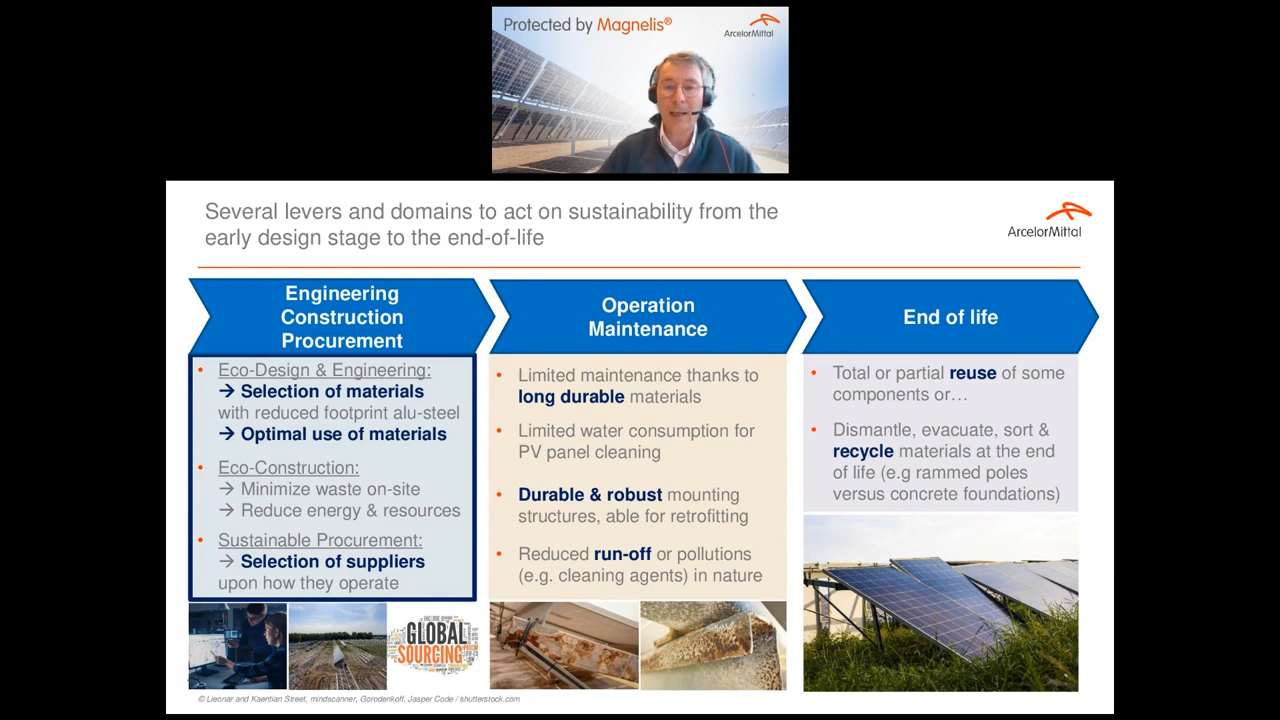 Protected by Magnelis®
ArcelorMittal
Several levers and domains to act on sustainability from the
early design stage to the end-of-life
ArcelorMittal
Engineering
Construction
Procurement
• Eco-Design & Engineering:
→ Selection of materials
with reduced footprint alu-steel
→ Optimal use of materials
• Eco-Construction:
→ Minimize waste on-site
→ Reduce energy & resources
• Sustainable Procurement:
→ Selection of suppliers
upon how they operate
GLOBAL
SOURCING
Operation
Maintenance
• Limited maintenance thanks to
long durable materials
• Limited water consumption for
PV panel cleaning
• Durable & robust mounting
structures, able for retrofitting
• Reduced run-off or pollutions
(e.g. cleaning agents) in nature
End of life
• Total or partial reuse of some
components or…
• Dismantle, evacuate, sort &
recycle materials at the end
of life (e.g rammed poles
versus concrete foundations)
© Lieonar and Kaentian Street, mindscanner, Gorodenkoff, Jasper Code / shutterstock.com